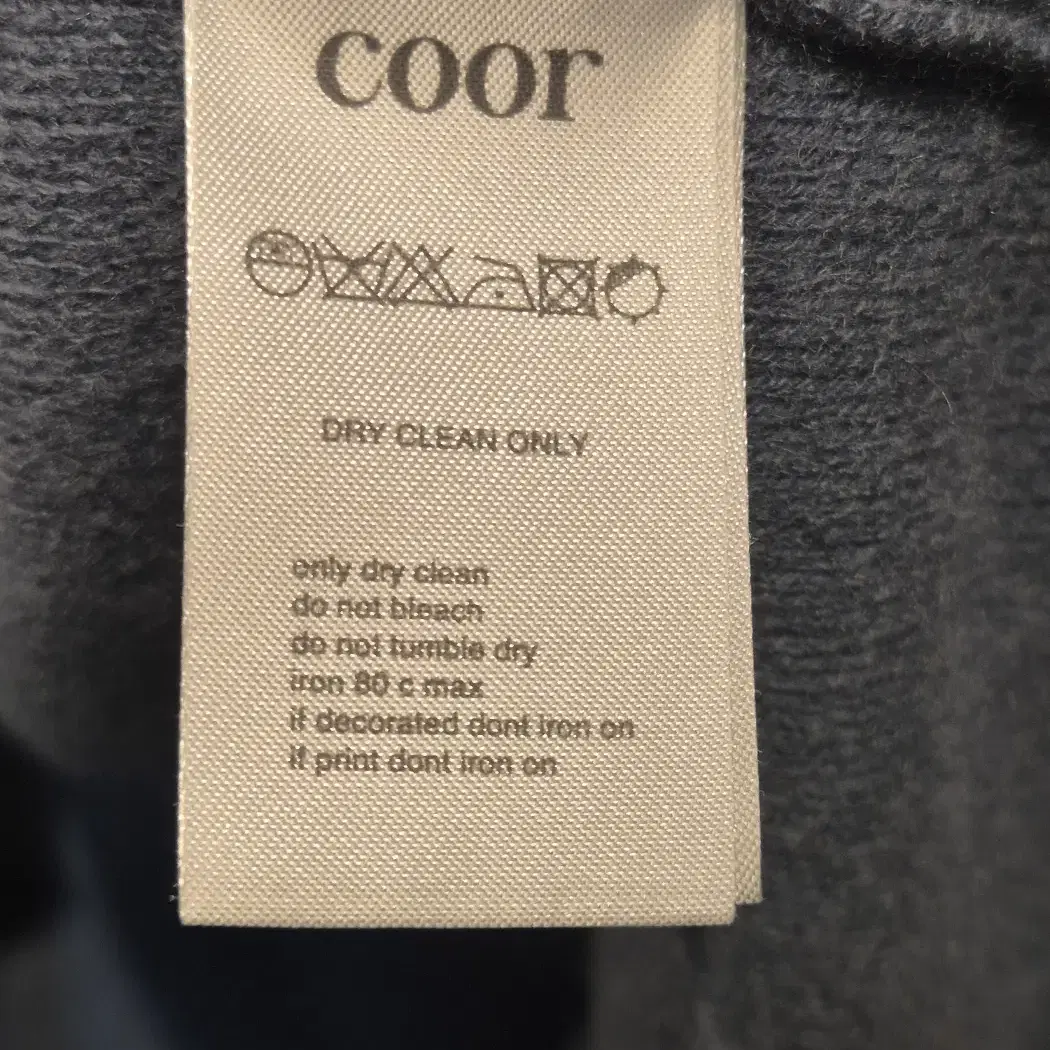 coor
DRY CLEAN ONLY
only dry clean
do not bleach
do not tumble dry
iron 80 c max
if decorated dont iron on
if print dont iron on